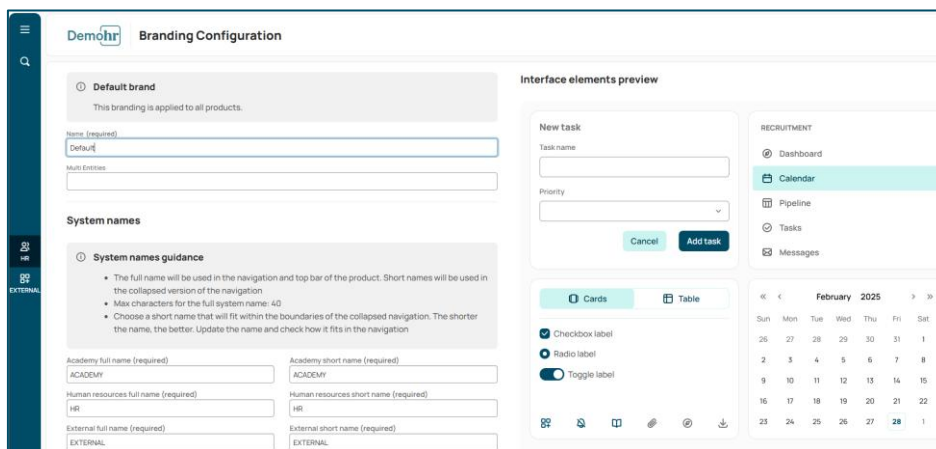 Demohr
Branding Configuration
HR
EXTERNAL
Default brand
This branding is applied to all products.
Name (required)
Default
Multi Entities
System names
System names guidance
• The full name will be used in the navigation and top bar of the product. Short names will be used in
the collapsed version of the navigation
• Max characters for the full system name: 40
• Choose a short name that will fit within the boundaries of the collapsed navigation. The shorter
the name, the better. Update the name and check how it fits in the navigation
Academy full name (required)
ACADEMY
Academy short name (required)
ACADEMY
Human resources full name (required)
HR
Human resources short name (required)
HR
External full name (required)
EXTERNAL
External short name (required)
EXTERNAL
Interface elements preview
New task
Task name
Priority
Cancel
Add task
Cards
Table
Checkbox label
Radio label
Toggle label
RECRUITMENT
Dashboard
Calendar
Pipeline
Tasks
Messages
« < February 2025 > »
Sun Mon Tue Wed Thu Fri Sat
26 27 28 29 30 31 1
2 3 4 5 6 7 8
9 10 11 12 13 14 15
16 17 18 19 20 21 22
23 24 25 26 27 28 1